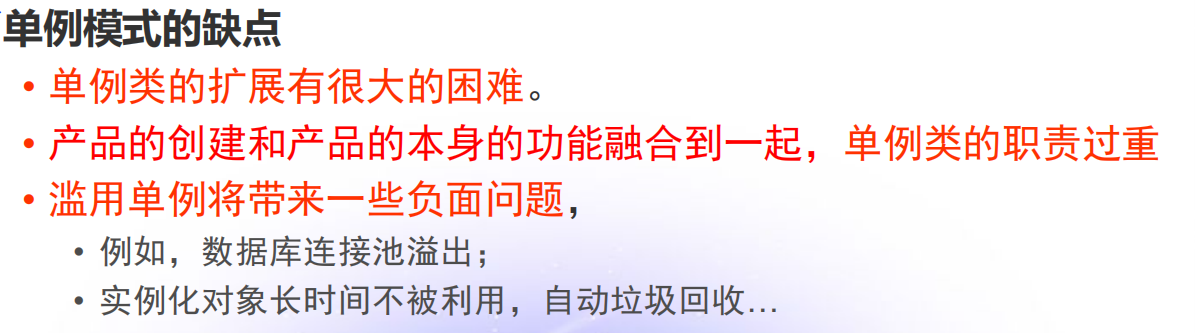 单例模式的缺点
• 单例类的扩展有很大的困难。
• 产品的创建和产品的本身的功能融合到一起，单例类的职责过重
• 滥用单例将带来一些负面问题，
• 例如，数据库连接池溢出；
• 实例化对象长时间不被利用，自动垃圾回收...